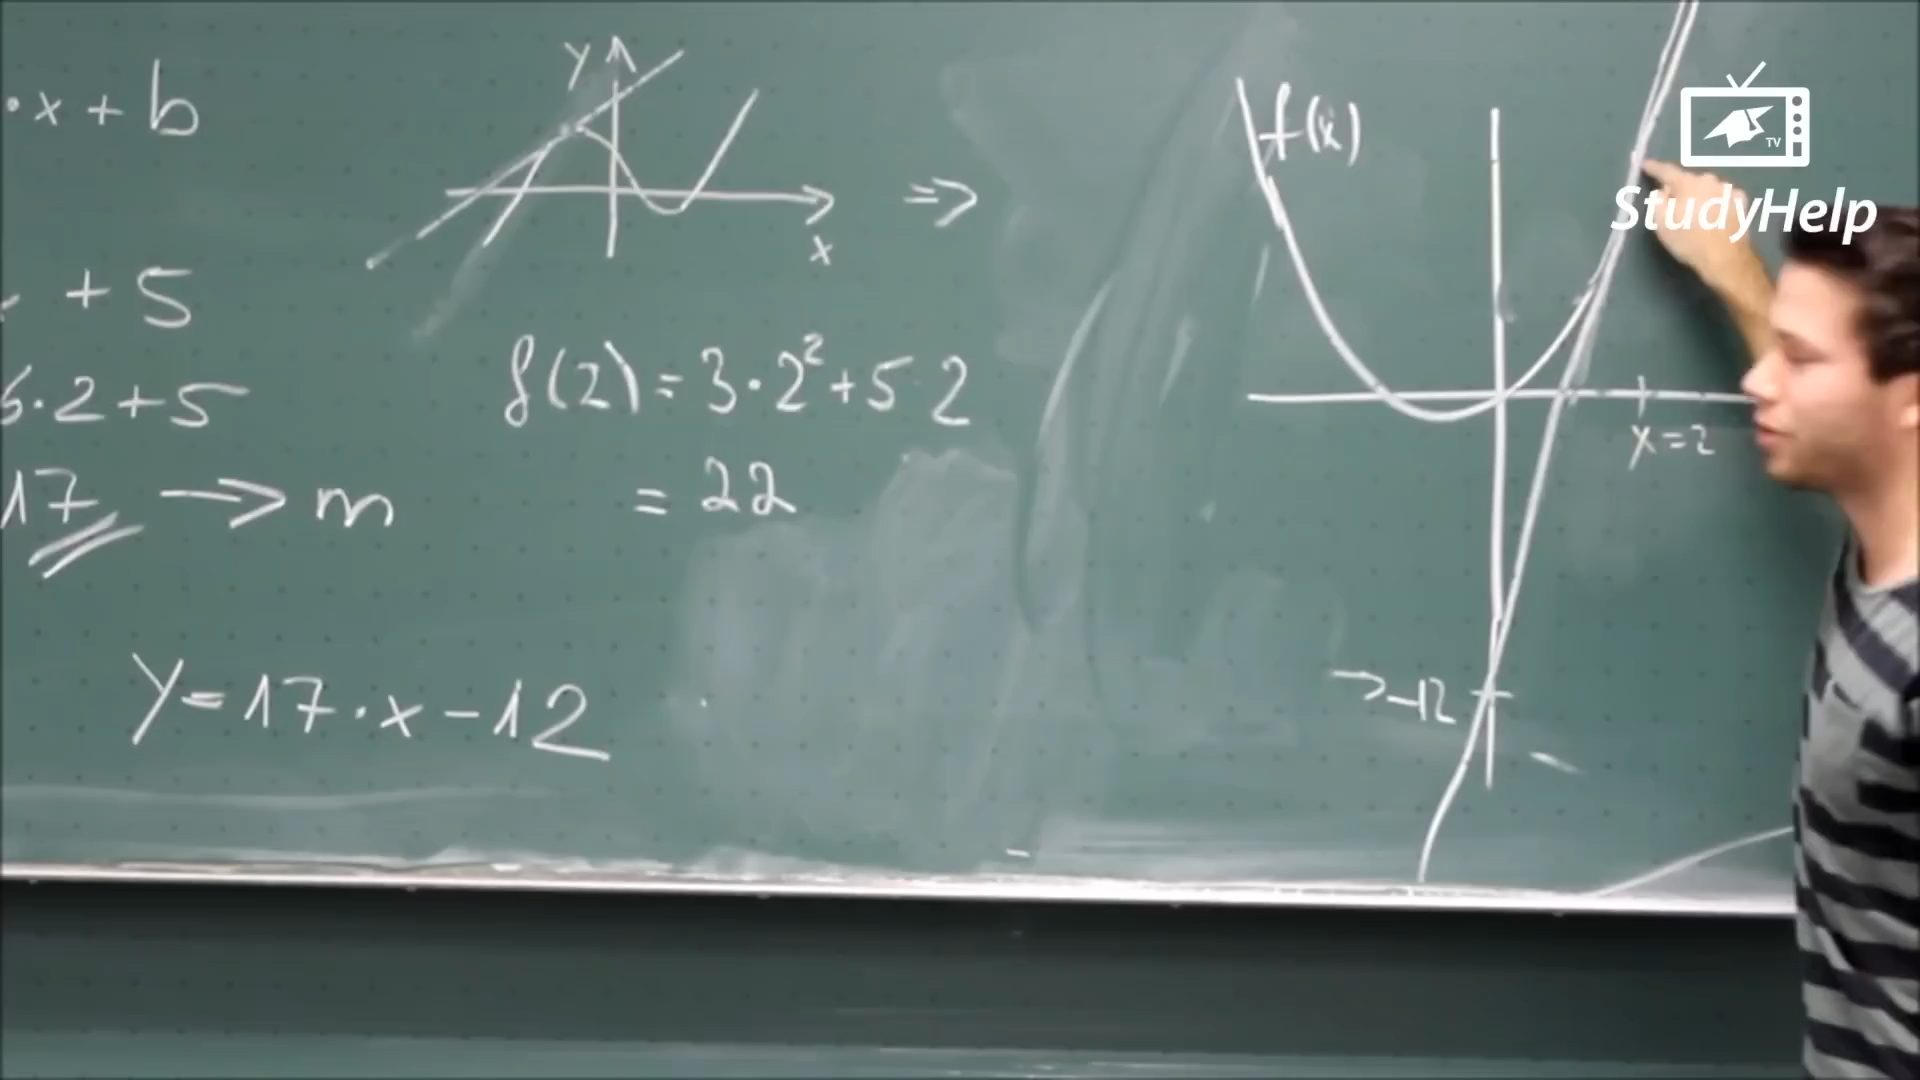 ·x + b
+ 5
6·2+5
17 → m
y
x
⇒
f(2) = 3·2²+5·2
= 22
y=17·x-12
f(x)
x=2
→-12
TV
StudyHelp